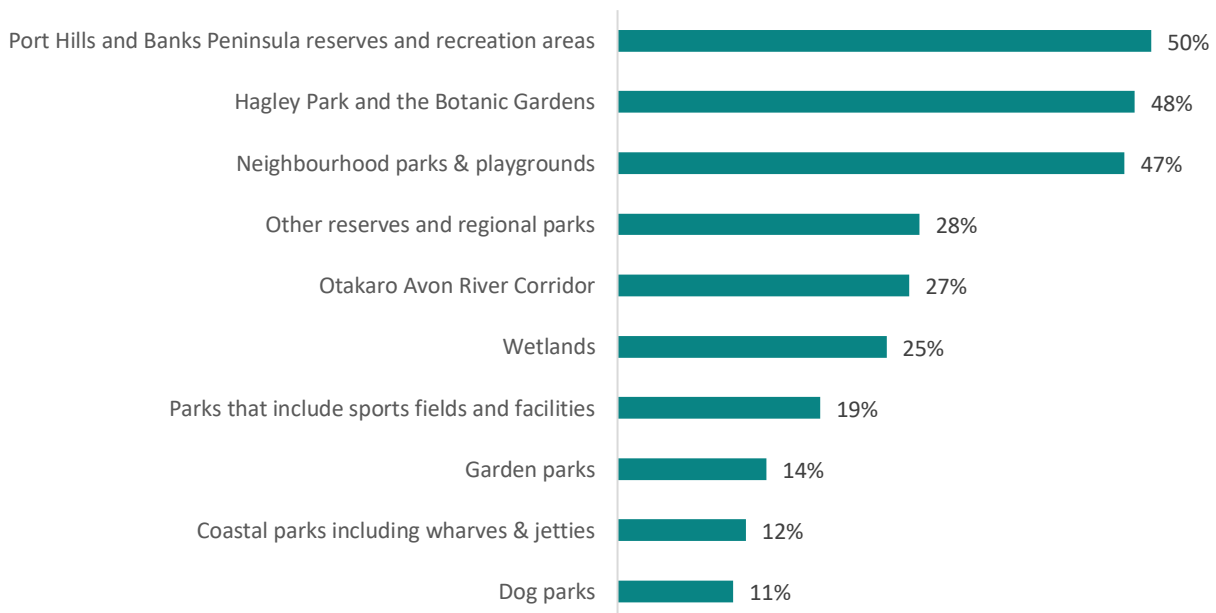 Port Hills and Banks Peninsula reserves and recreation areas 50%
Hagley Park and the Botanic Gardens 48%
Neighbourhood parks & playgrounds 47%
Other reserves and regional parks 28%
Otakaro Avon River Corridor 27%
Wetlands 25%
Parks that include sports fields and facilities 19%
Garden parks 14%
Coastal parks including wharves & jetties 12%
Dog parks 11%